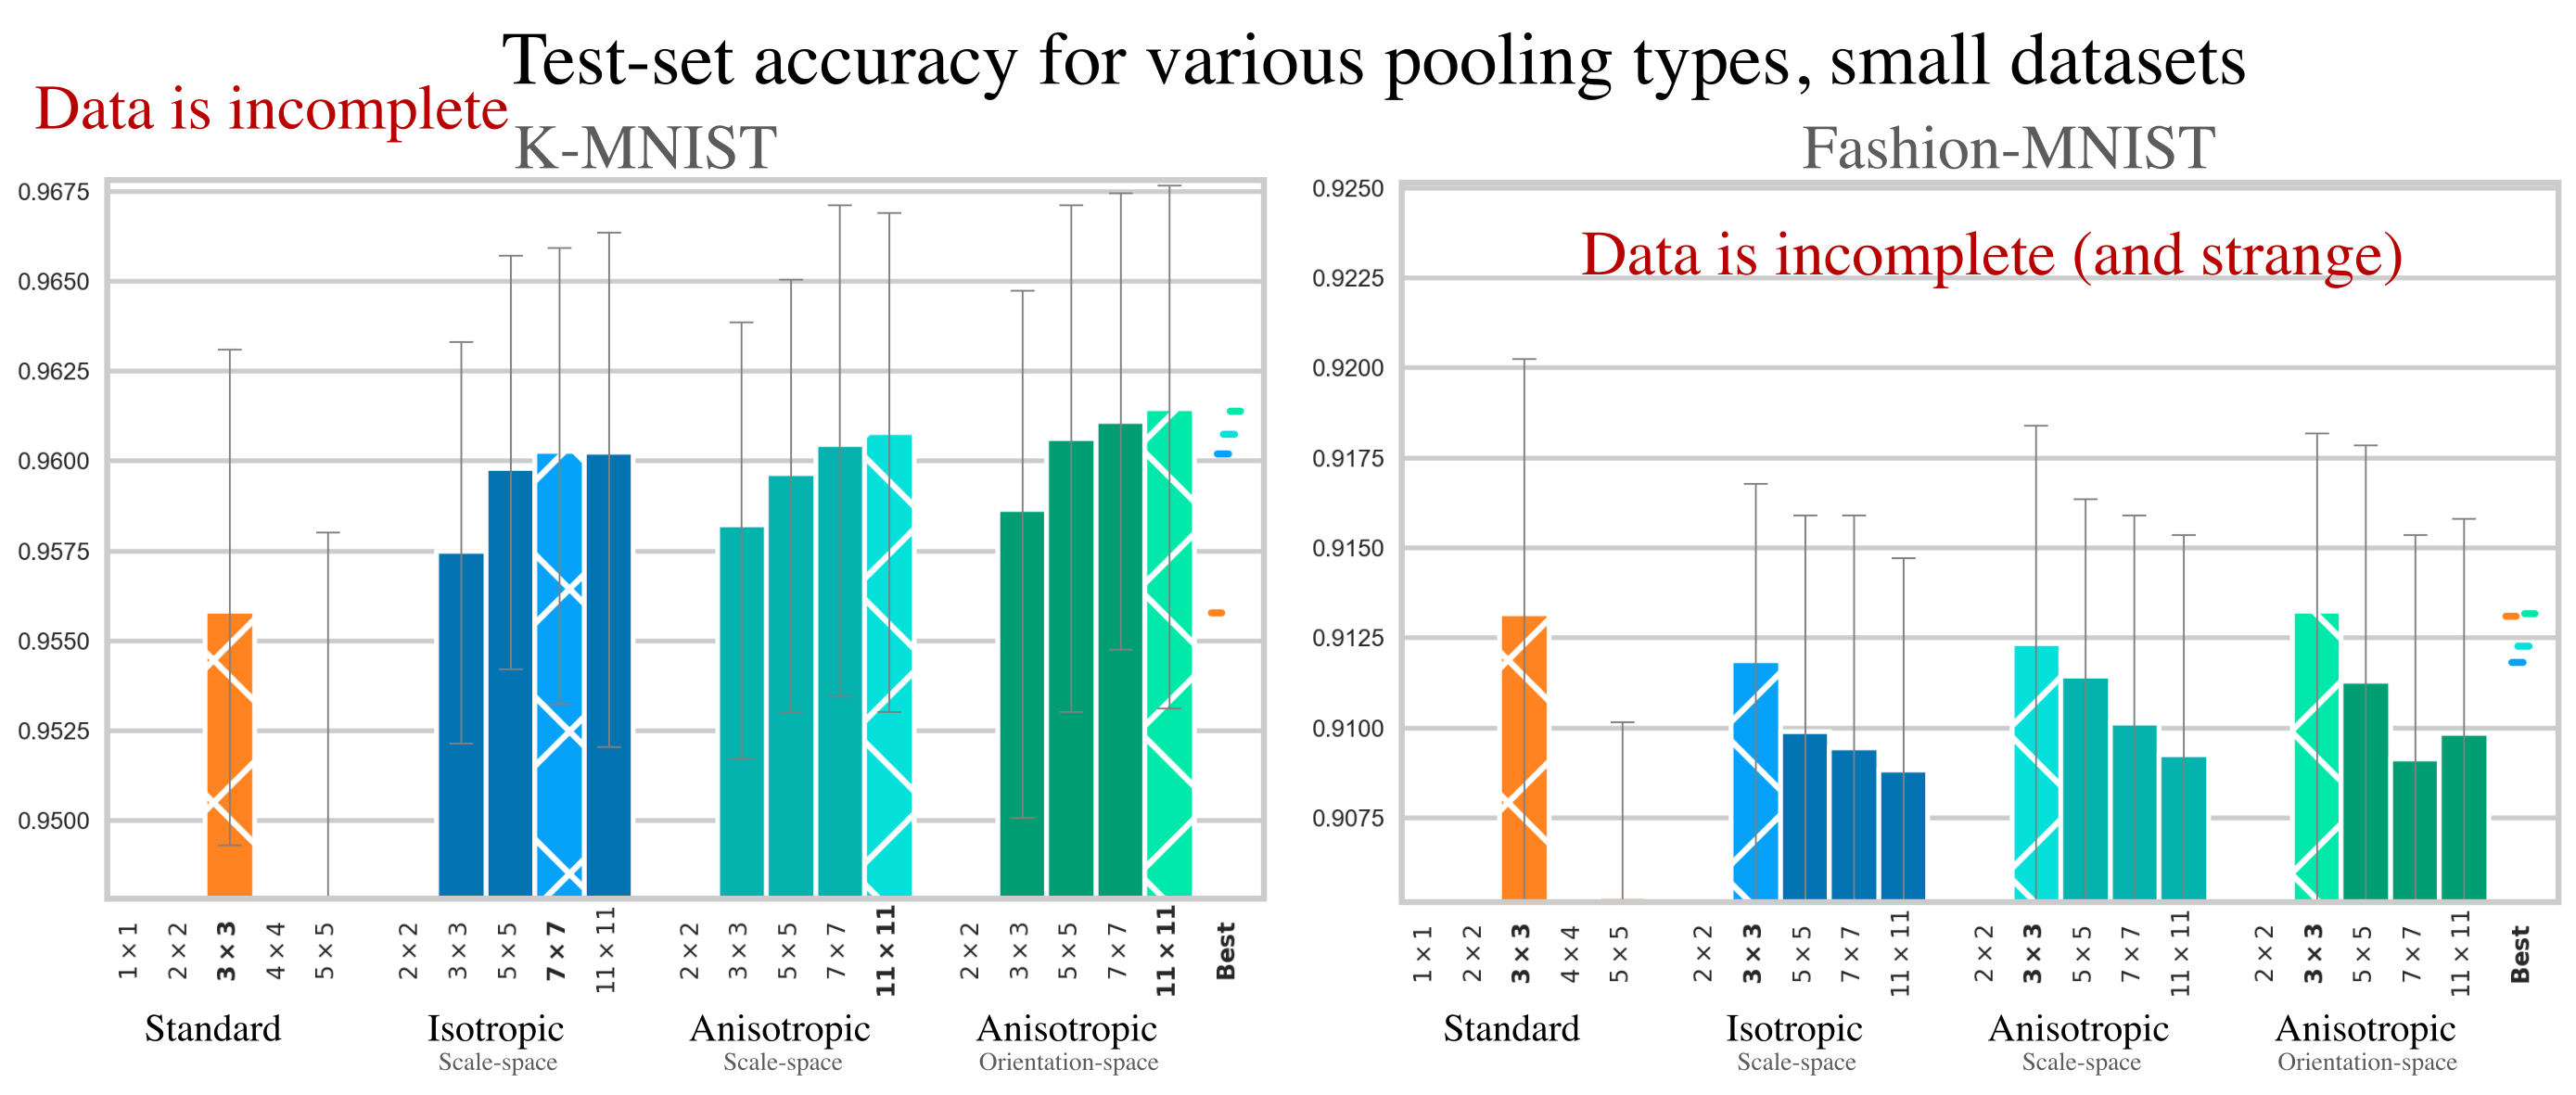 Test-set accuracy for various pooling types, small datasets
Data is incomplete
K-MNIST
0.9675
0.9650
0.9625
0.9600
0.9575
0.9550
0.9525
0.9500
1×1
2×2
3×3
4×4
5×5
2×2
3×3
5×5
7×7
11×11
2×2
3×3
5×5
7×7
11×11
2×2
3×3
5×5
7×7
11×11
Best
Standard
Isotropic
Scale-space
Anisotropic
Scale-space
Anisotropic
Orientation-space
Fashion-MNIST
Data is incomplete (and strange)
0.9250
0.9225
0.9200
0.9175
0.9150
0.9125
0.9100
0.9075
1×1
2×2
3×3
4×4
5×5
2×2
3×3
5×5
7×7
11×11
2×2
3×3
5×5
7×7
11×11
2×2
3×3
5×5
7×7
11×11
Best
Standard
Isotropic
Scale-space
Anisotropic
Scale-space
Anisotropic
Orientation-space